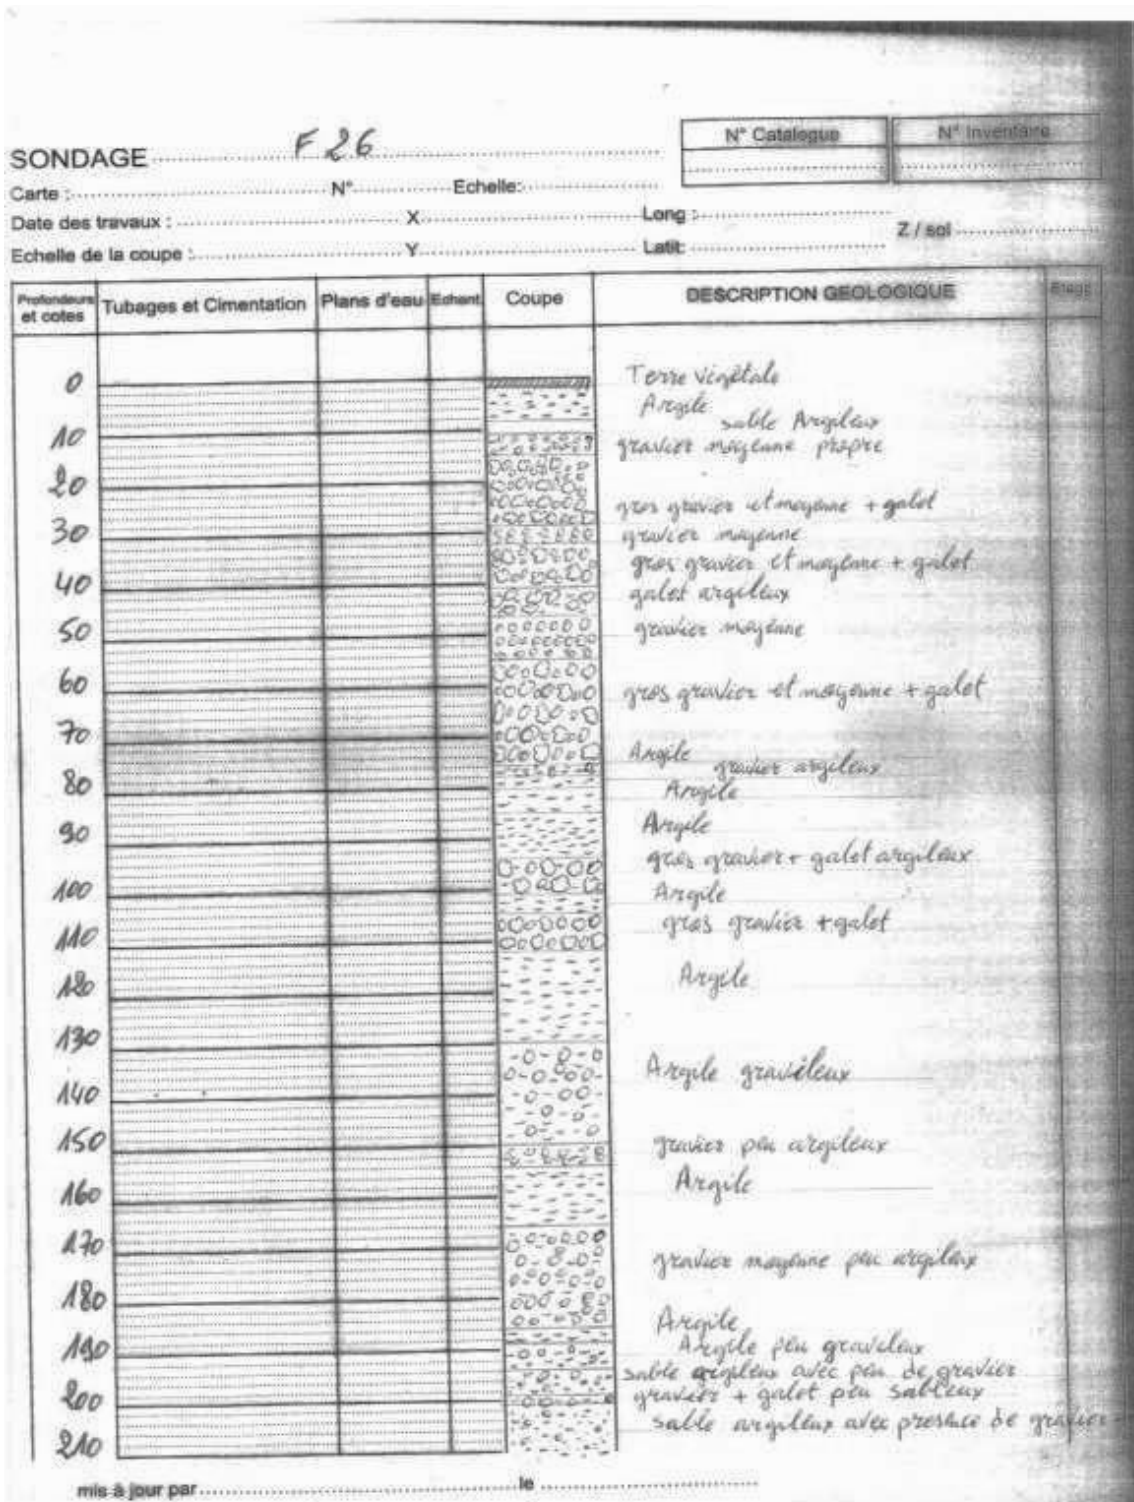 N° Catalogue N° Inventaire
SONDAGE F 26
Carte : N° Echelle:
Date des travaux : X Long : Z / sol
Echelle de la coupe : Y Latit:
Profondeurs et cotes Tubages et Cimentation Plans d'eau Echant. Coupe DESCRIPTION GEOLOGIQUE Etage
0 Terre végétale
Argile
sable Argileux
10 gravier moyenne propre
20 gros gravier et moyenne + galet
30 gravier moyenne
gros gravier et moyenne + galet
40 galet argileux
50 gravier moyenne
60 gros gravier et moyenne + galet
70 Argile
gravier argileux
80 Argile
90 Argile
gros gravier + galet argileux
100 Argile
110 gros gravier + galet
120 Argile
130
140 Argile graveleux
150 gravier peu argileux
160 Argile
170 gravier moyenne peu argileux
180 Argile
190 Argile peu graveleux
sable argileux avec peu de gravier
200 gravier + galet peu sableux
sable argileux avec presence de gravier
210
mis à jour par le